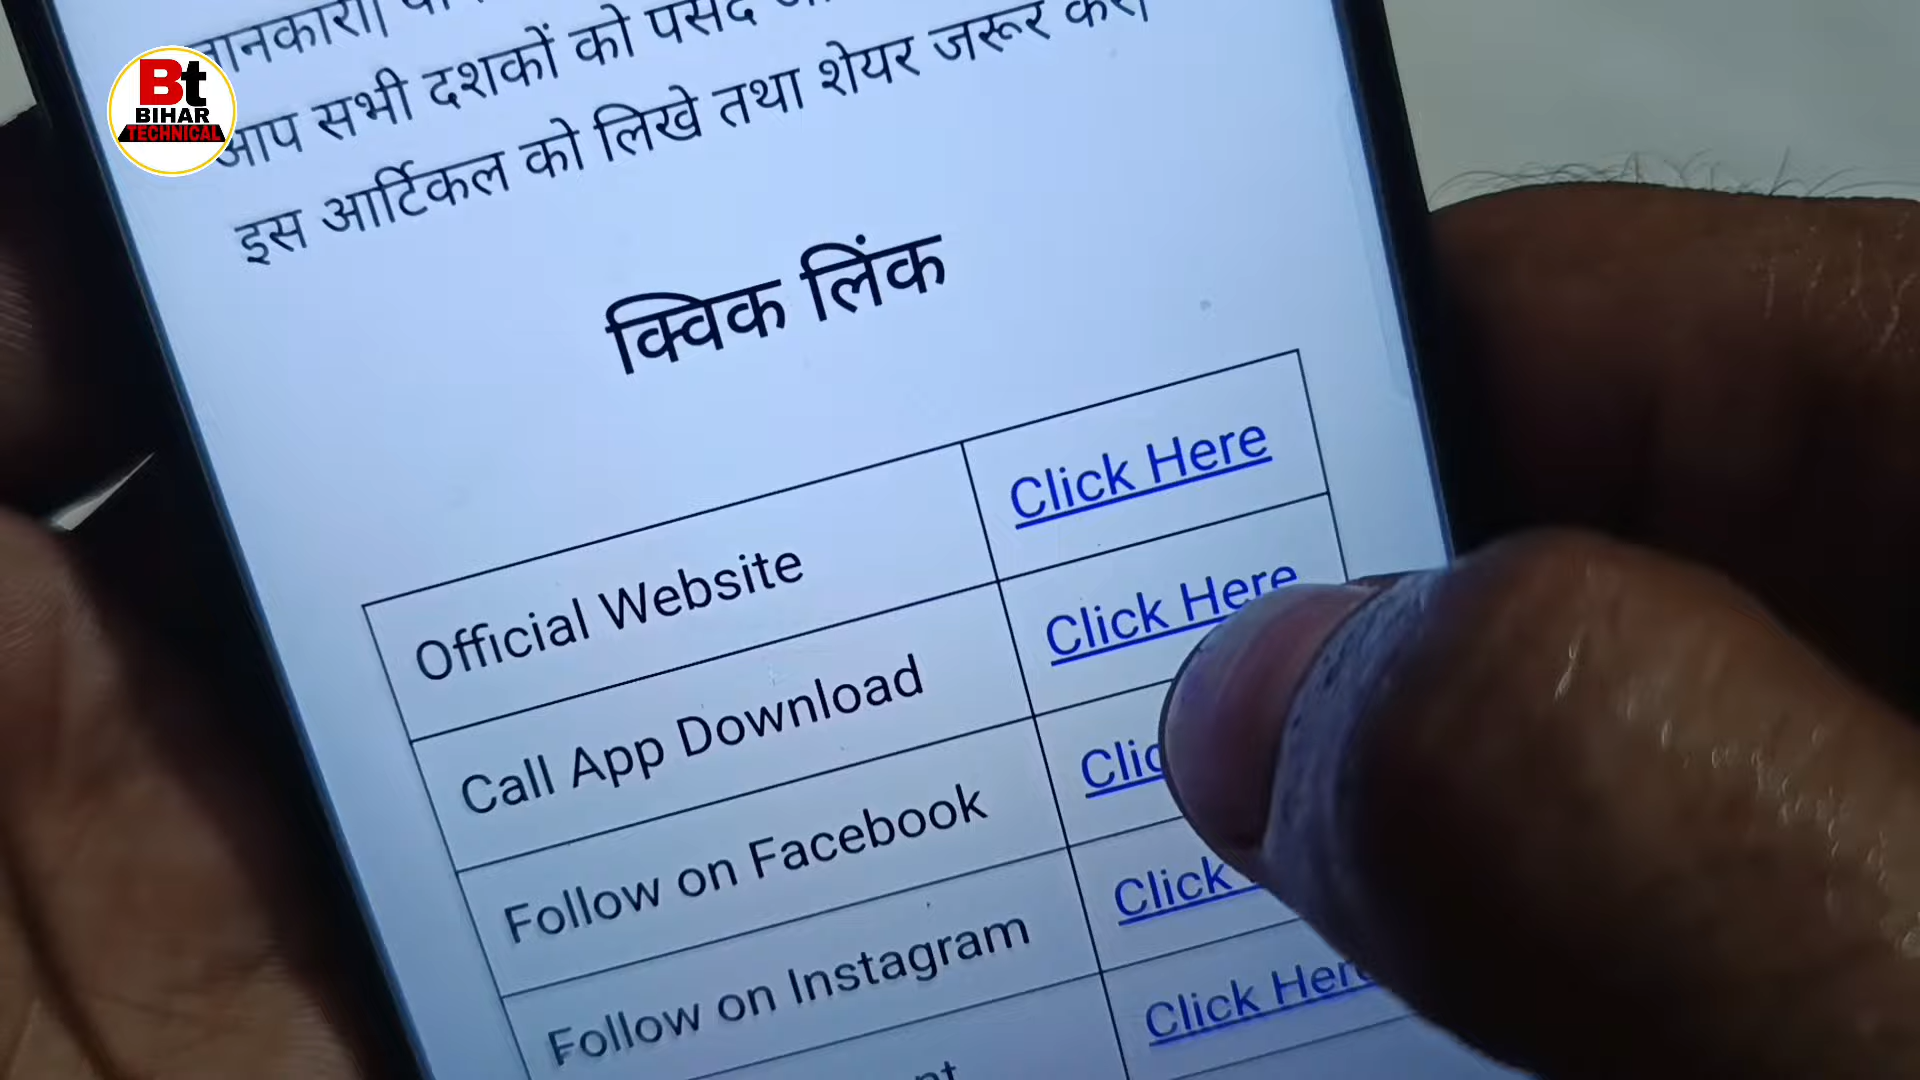 Bt
BIHAR
TECHNICAL
आप सभी दशकों को पसंद
इस आर्टिकल को लिखे तथा शेयर जरूर करें
क्विक लिंक
Official Website Click Here
Call App Download Click Here
Follow on Facebook
Follow on Instagram Click
Click Here